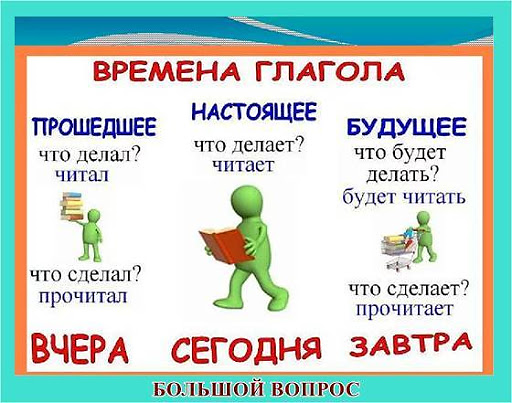 ВРЕМЕНА ГЛАГОЛА
ПРОШЕДШЕЕ
что делал?
читал
что сделал?
прочитал
ВЧЕРА
НАСТОЯЩЕЕ
что делает?
читает
СЕГОДНЯ
БУДУЩЕЕ
что будет
делать?
будет читать
что сделает?
прочитает
ЗАВТРА
БОЛЬШОЙ ВОПРОС